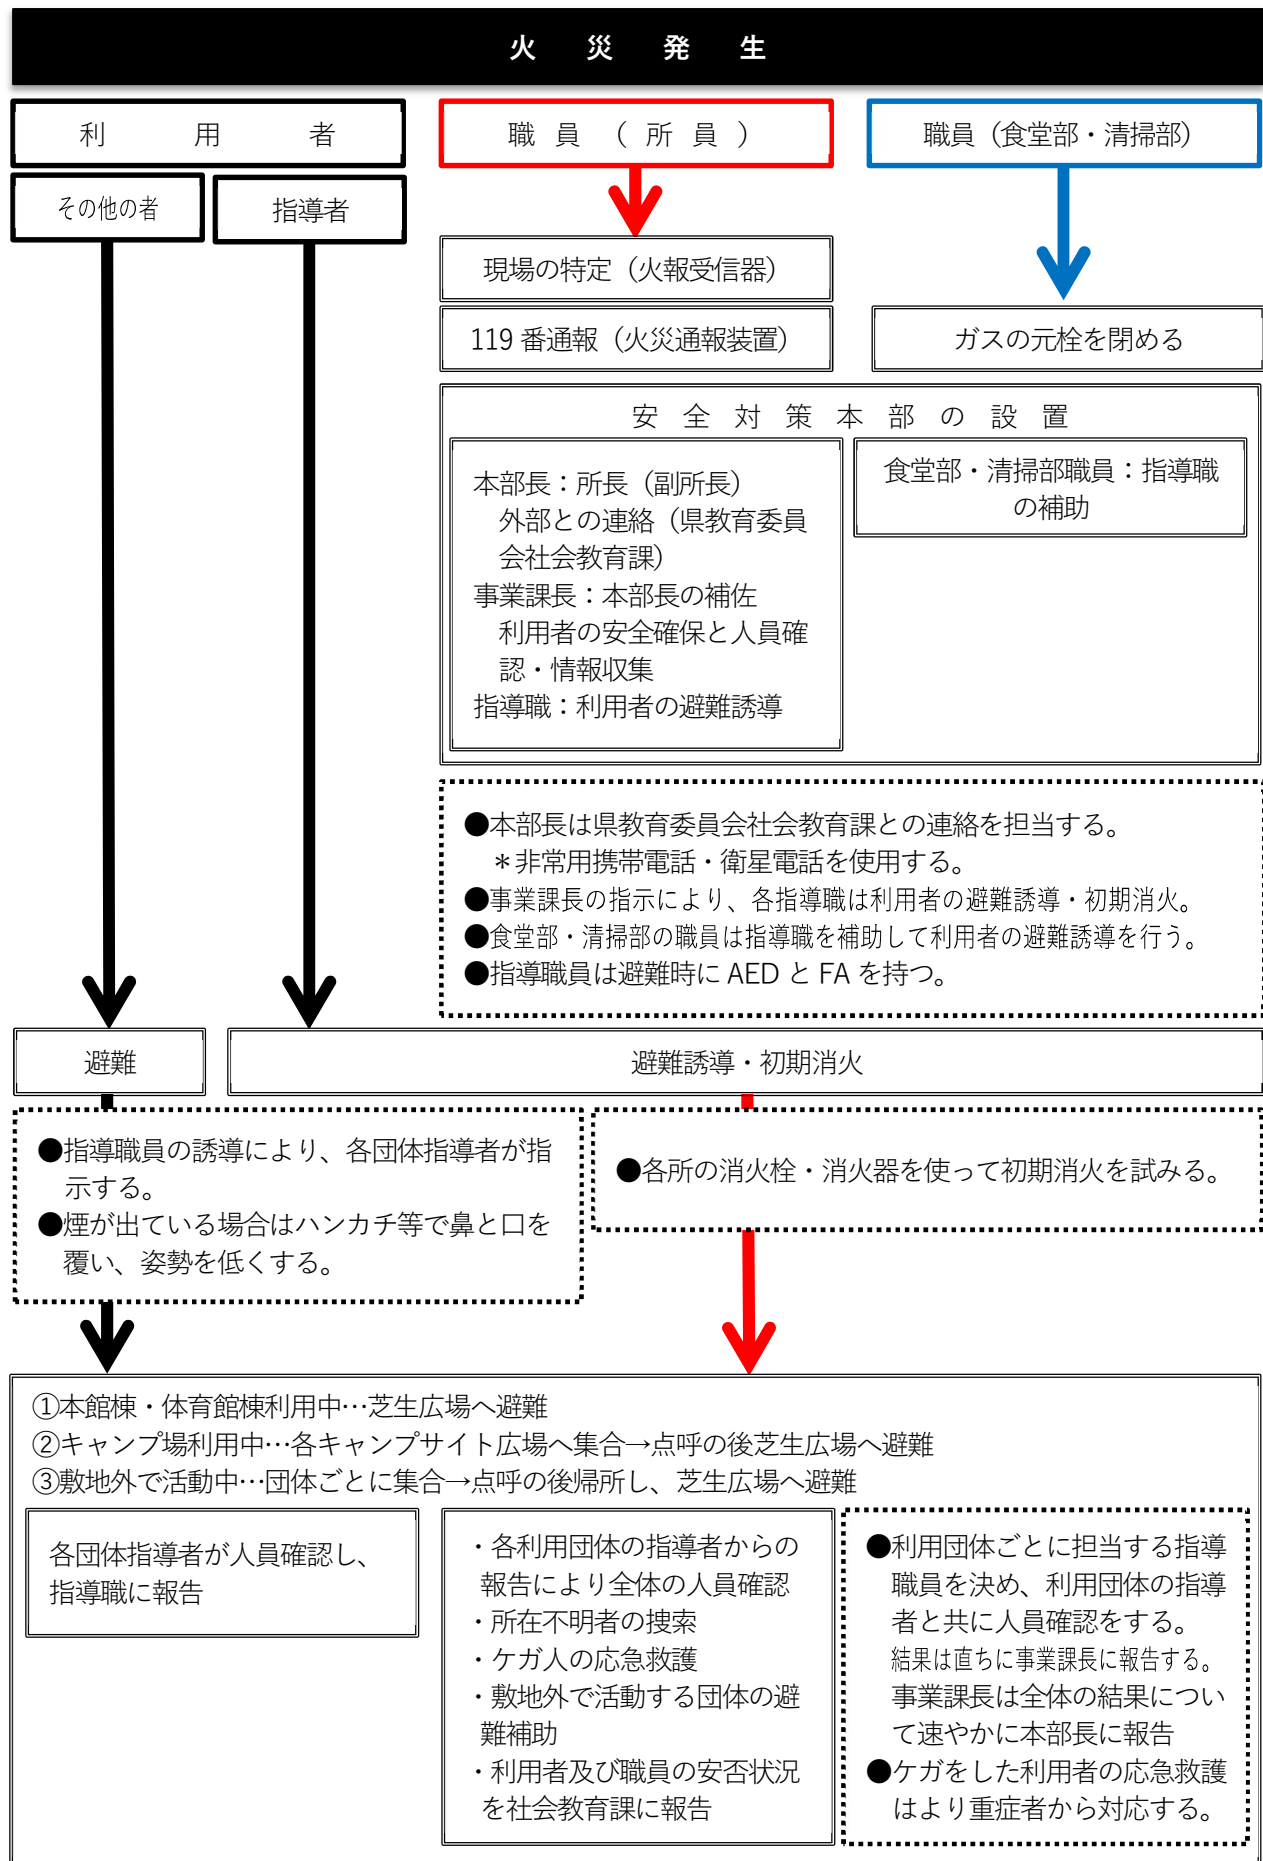 火 災 発 生
利 用 者
職 員 （ 所 員 ）
職員（食堂部・清掃部）
その他の者
指導者
現場の特定（火報受信器）
119 番通報（火災通報装置）
ガスの元栓を閉める
安 全 対 策 本 部 の 設 置
本部長：所長（副所長）
外部との連絡（県教育委員
会社会教育課）
事業課長：本部長の補佐
利用者の安全確保と人員確
認・情報収集
指導職：利用者の避難誘導
食堂部・清掃部職員：指導職
の補助
●本部長は県教育委員会社会教育課との連絡を担当する。
＊非常用携帯電話・衛星電話を使用する。
●事業課長の指示により、各指導職は利用者の避難誘導・初期消火。
●食堂部・清掃部の職員は指導職を補助して利用者の避難誘導を行う。
●指導職員は避難時に AED と FA を持つ。
避難
避難誘導・初期消火
●指導職員の誘導により、各団体指導者が指
示する。
●煙が出ている場合はハンカチ等で鼻と口を
覆い、姿勢を低くする。
●各所の消火栓・消火器を使って初期消火を試みる。
①本館棟・体育館棟利用中…芝生広場へ避難
②キャンプ場利用中…各キャンプサイト広場へ集合→点呼の後芝生広場へ避難
③敷地外で活動中…団体ごとに集合→点呼の後帰所し、芝生広場へ避難
各団体指導者が人員確認し、
指導職に報告
・各利用団体の指導者からの
報告により全体の人員確認
・所在不明者の捜索
・ケガ人の応急救護
・敷地外で活動する団体の避
難補助
・利用者及び職員の安否状況
を社会教育課に報告
●利用団体ごとに担当する指導
職員を決め、利用団体の指導
者と共に人員確認をする。
結果は直ちに事業課長に報告する。
事業課長は全体の結果につい
て速やかに本部長に報告
●ケガをした利用者の応急救護
はより重症者から対応する。